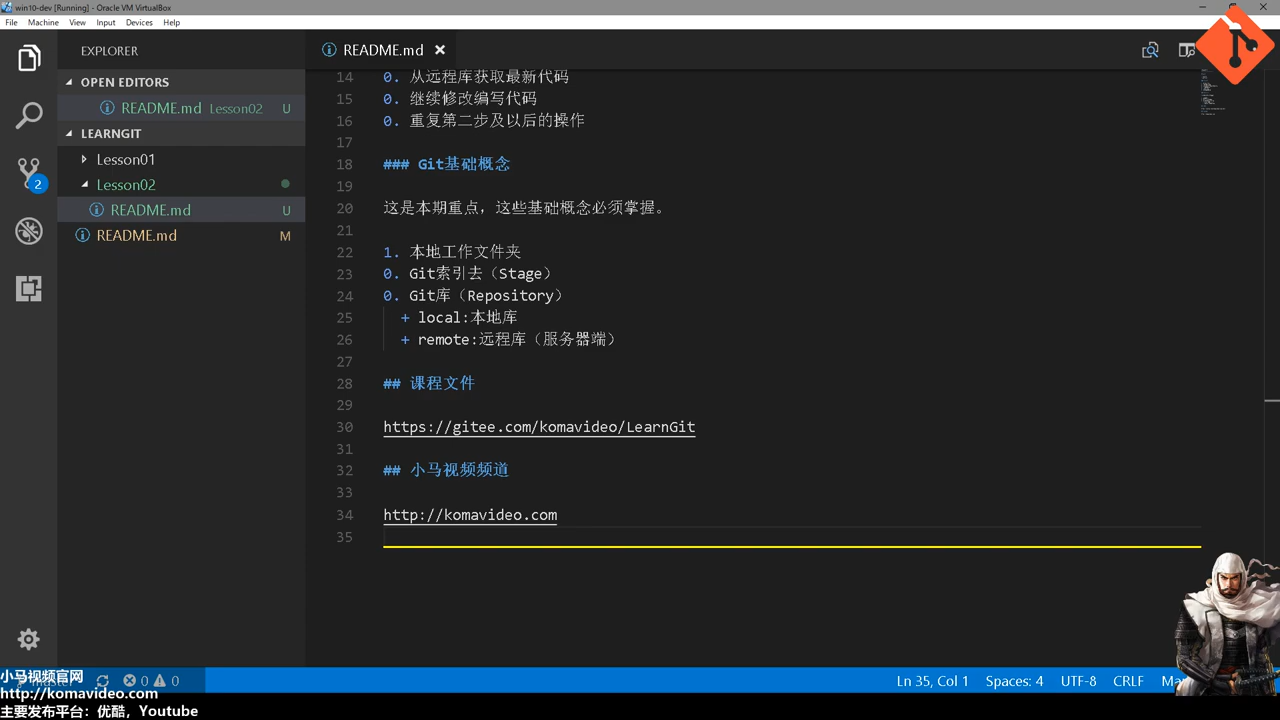 win10-dev [Running] - Oracle VM VirtualBox
File Machine View Input Devices Help
EXPLORER
OPEN EDITORS
README.md Lesson02 U
LEARNGIT
Lesson01
Lesson02
README.md U
README.md M
2
README.md
14 0. 从远程库获取最新代码
15 0. 继续修改编写代码
16 0. 重复第二步及以后的操作
17
18 ### Git基础概念
19
20 这是本期重点，这些基础概念必须掌握。
21
22 1. 本地工作文件夹
23 0. Git索引去（Stage）
24 0. Git库（Repository）
25 + local:本地库
26 + remote:远程库（服务器端）
27
28 ## 课程文件
29
30 https://gitee.com/komavideo/LearnGit
31
32 ## 小马视频频道
33
34 http://komavideo.com
35
小马视频官网
http://komavideo.com
主要发布平台：优酷，Youtube
0 0
Ln 35, Col 1 Spaces: 4 UTF-8 CRLF